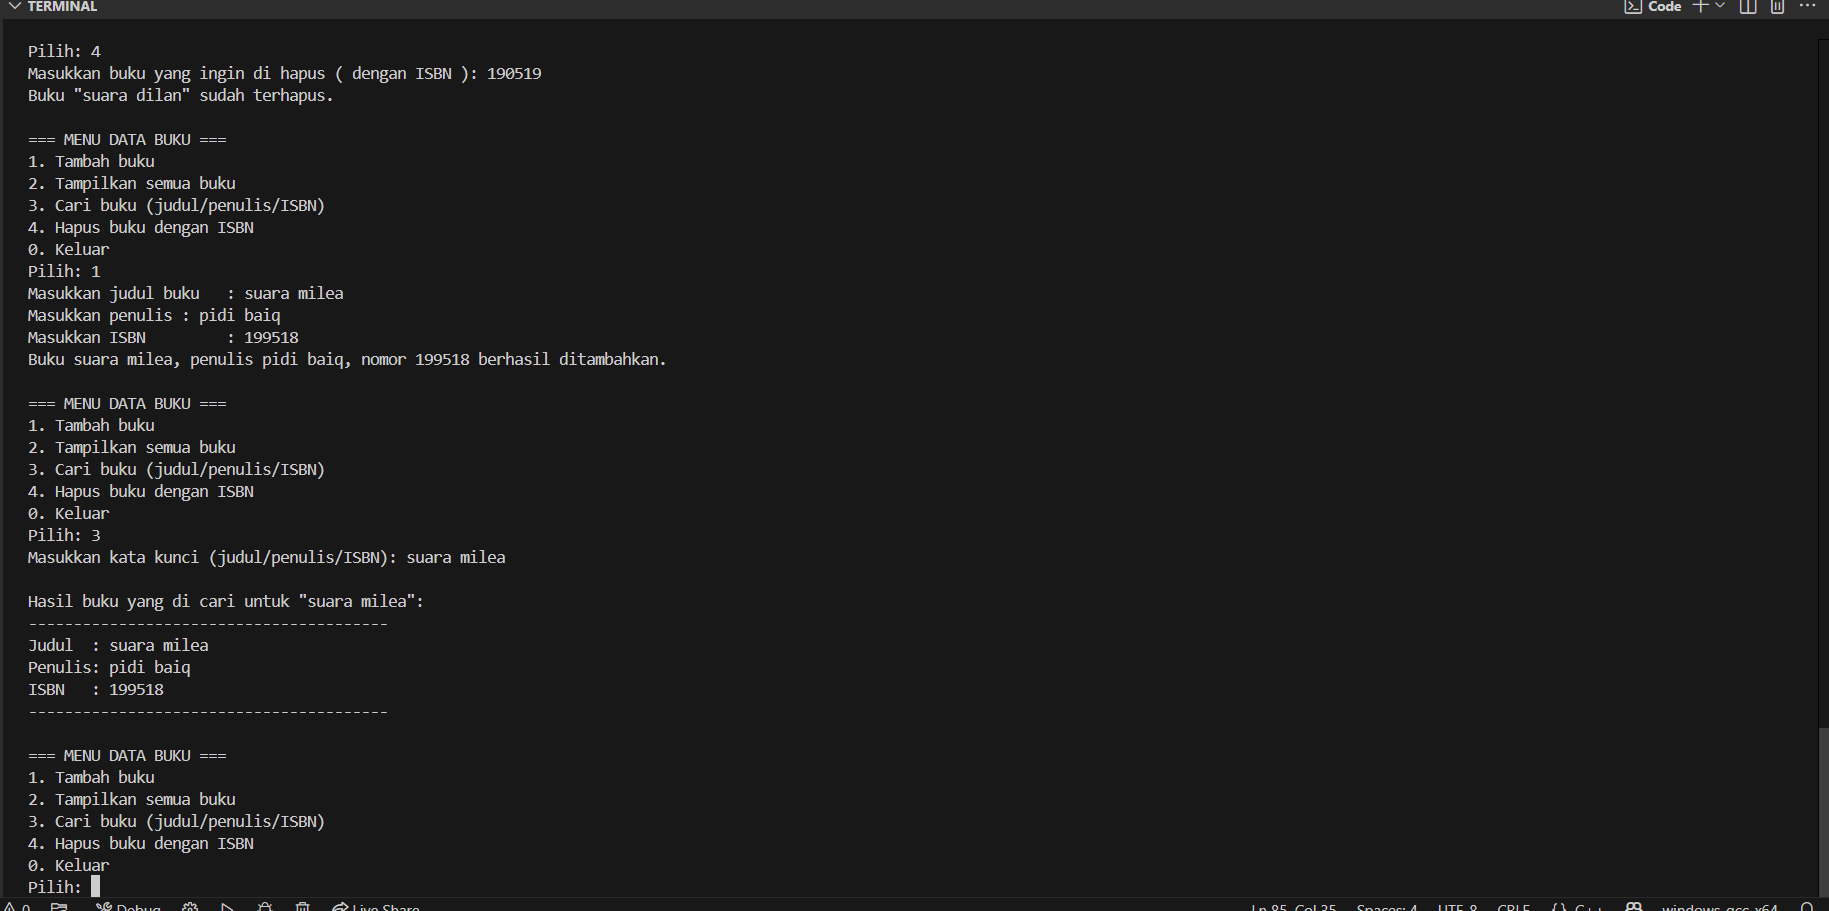 TERMINAL
Code
Pilih: 4
Masukkan buku yang ingin di hapus ( dengan ISBN ): 190519
Buku "suara dilan" sudah terhapus.
=== MENU DATA BUKU ===
1. Tambah buku
2. Tampilkan semua buku
3. Cari buku (judul/penulis/ISBN)
4. Hapus buku dengan ISBN
0. Keluar
Pilih: 1
Masukkan judul buku   : suara milea
Masukkan penulis : pidi baiq
Masukkan ISBN         : 199518
Buku suara milea, penulis pidi baiq, nomor 199518 berhasil ditambahkan.
=== MENU DATA BUKU ===
1. Tambah buku
2. Tampilkan semua buku
3. Cari buku (judul/penulis/ISBN)
4. Hapus buku dengan ISBN
0. Keluar
Pilih: 3
Masukkan kata kunci (judul/penulis/ISBN): suara milea
Hasil buku yang di cari untuk "suara milea":
----------------------------------------
Judul  : suara milea
Penulis: pidi baiq
ISBN   : 199518
----------------------------------------
=== MENU DATA BUKU ===
1. Tambah buku
2. Tampilkan semua buku
3. Cari buku (judul/penulis/ISBN)
4. Hapus buku dengan ISBN
0. Keluar
Pilih:
0 Debug Live Share Ln 85, Col 35 Spaces: 4 UTF-8 CRLF {} C++ windows-gcc-x64